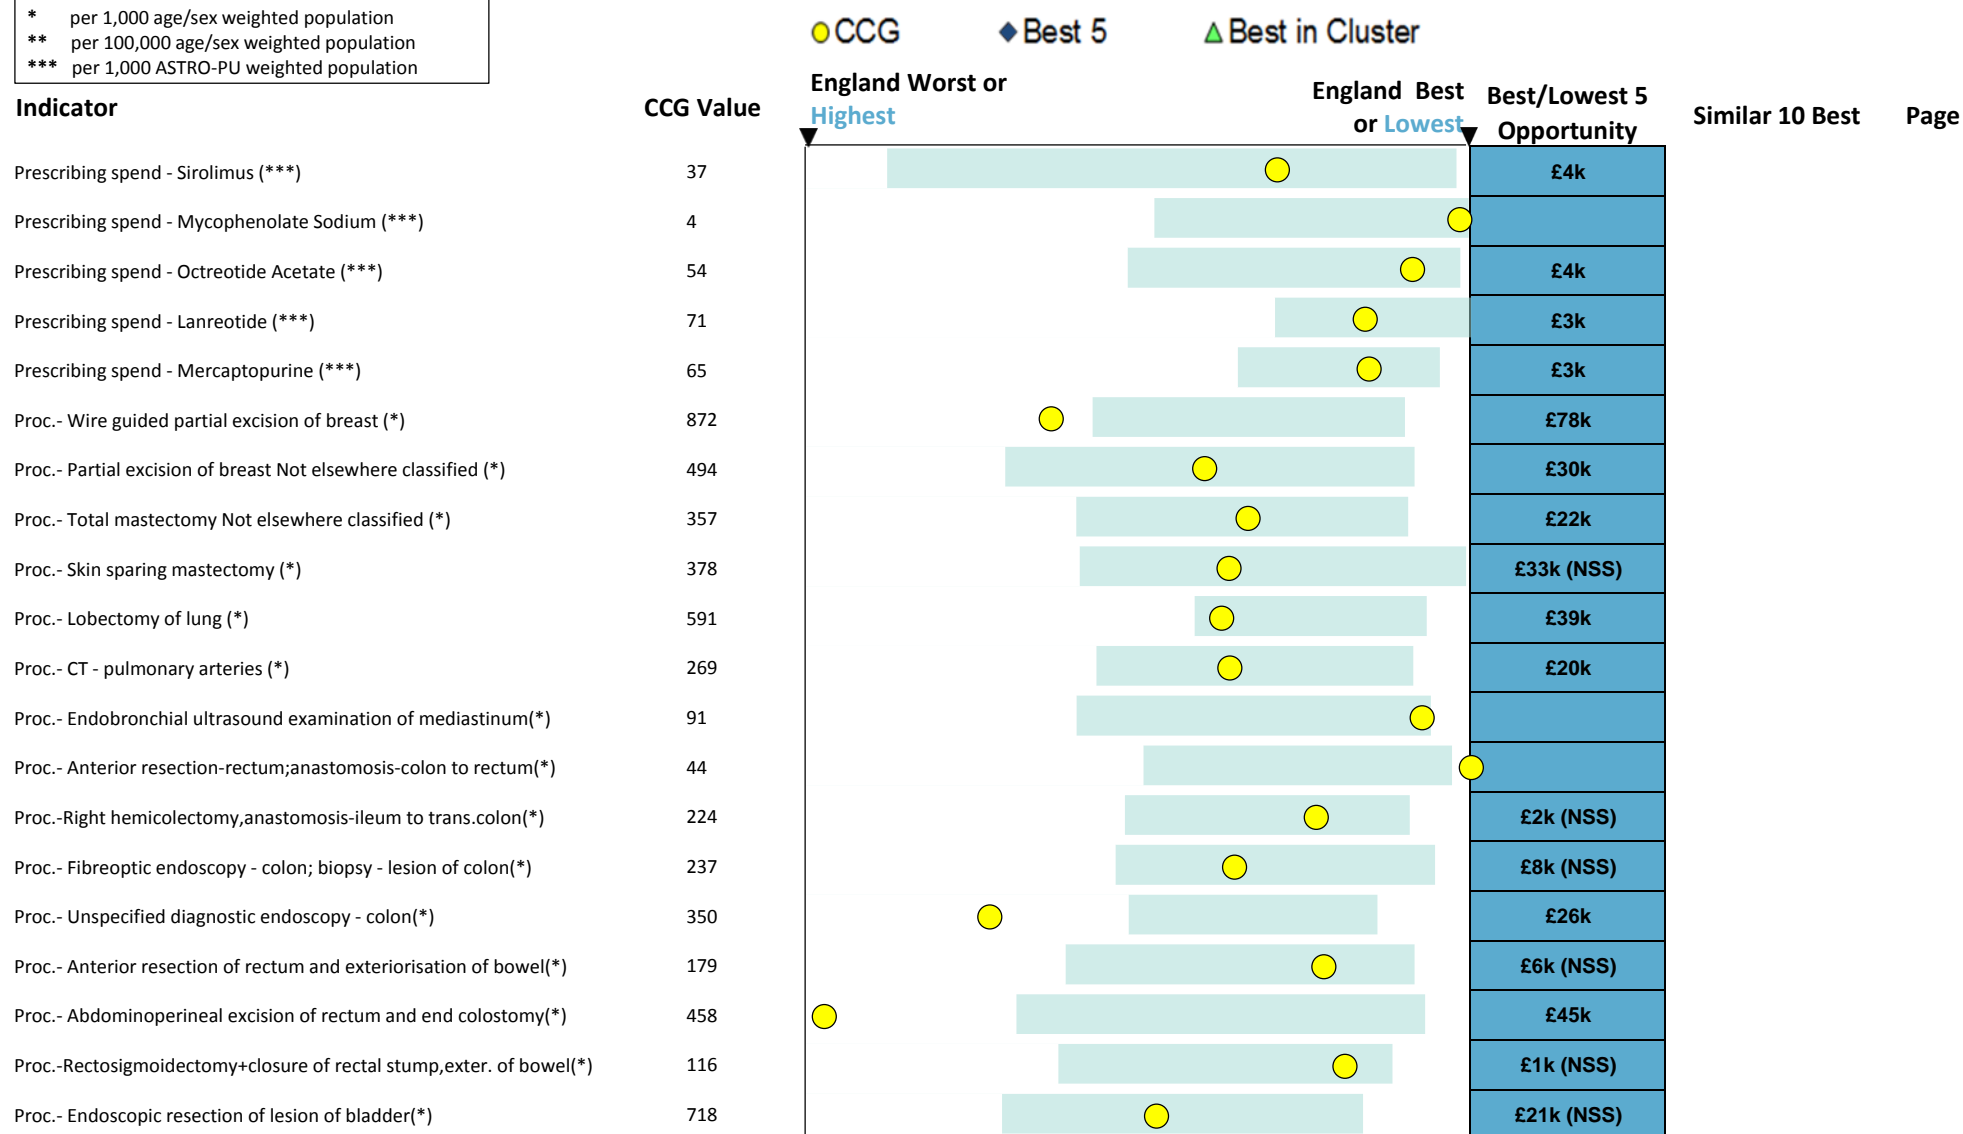 * per 1,000 age/sex weighted population
** per 100,000 age/sex weighted population
*** per 1,000 ASTRO-PU weighted population
CCG Best 5 Best in Cluster
Indicator CCG Value England Worst or Highest England Best or Lowest Best/Lowest 5 Opportunity Similar 10 Best Page
Prescribing spend - Sirolimus (***) 37 £4k
Prescribing spend - Mycophenolate Sodium (***) 4
Prescribing spend - Octreotide Acetate (***) 54 £4k
Prescribing spend - Lanreotide (***) 71 £3k
Prescribing spend - Mercaptopurine (***) 65 £3k
Proc.- Wire guided partial excision of breast (*) 872 £78k
Proc.- Partial excision of breast Not elsewhere classified (*) 494 £30k
Proc.- Total mastectomy Not elsewhere classified (*) 357 £22k
Proc.- Skin sparing mastectomy (*) 378 £33k (NSS)
Proc.- Lobectomy of lung (*) 591 £39k
Proc.- CT - pulmonary arteries (*) 269 £20k
Proc.- Endobronchial ultrasound examination of mediastinum(*) 91
Proc.- Anterior resection-rectum;anastomosis-colon to rectum(*) 44
Proc.-Right hemicolectomy,anastomosis-ileum to trans.colon(*) 224 £2k (NSS)
Proc.- Fibreoptic endoscopy - colon; biopsy - lesion of colon(*) 237 £8k (NSS)
Proc.- Unspecified diagnostic endoscopy - colon(*) 350 £26k
Proc.- Anterior resection of rectum and exteriorisation of bowel(*) 179 £6k (NSS)
Proc.- Abdominoperineal excision of rectum and end colostomy(*) 458 £45k
Proc.-Rectosigmoidectomy+closure of rectal stump,exter. of bowel(*) 116 £1k (NSS)
Proc.- Endoscopic resection of lesion of bladder(*) 718 £21k (NSS)